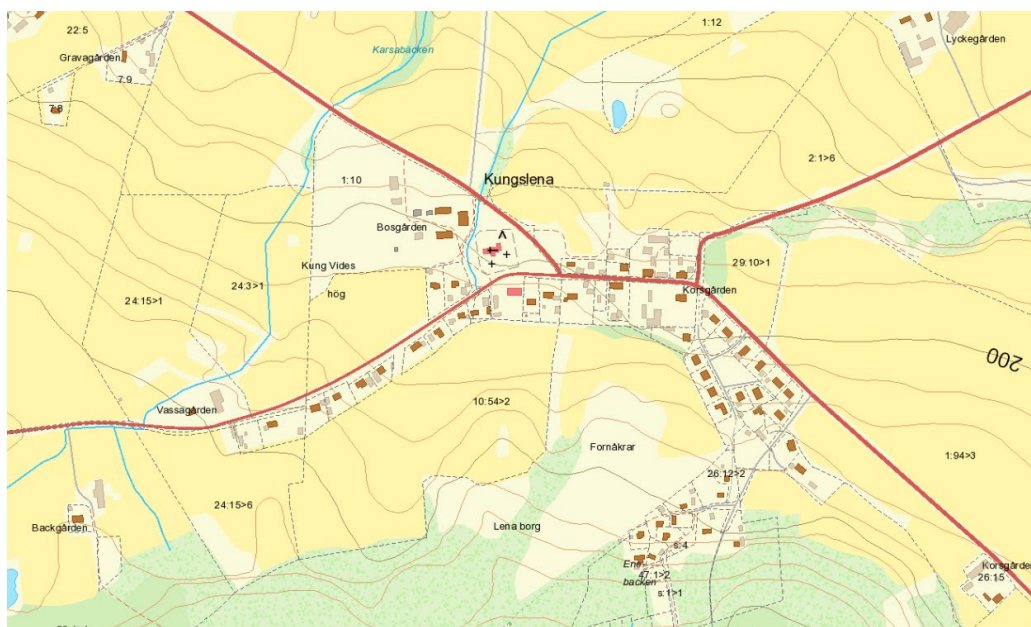 22:5
1:12
Lyckegården
Karsabäcken
Gravagården
7:9
7:8
2:1>6
Kungslena
1:10
Bosgården
Kung Vides
hög
29:10>1
24:3>1
24:15>1
Korsgården
200
Vassagården
10:54>2
Fornåkrar
1:94>3
26:12>2
24:15>6
Lena borg
Backgården
s:4
47:1>2
backen
s:1>1
Korsgården
26:15